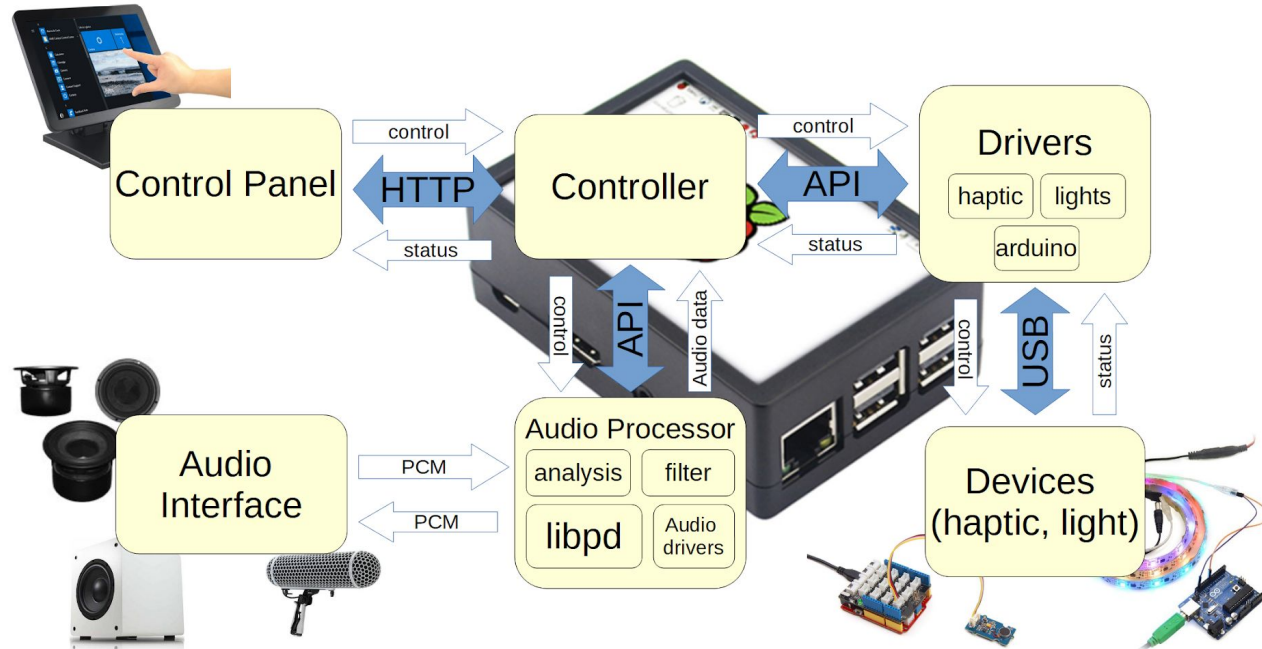 control
Control Panel
HTTP
status
Controller
control
API
status
Drivers
haptic
lights
arduino
control
API
Audio data
control
USB
status
Audio
Interface
PCM
PCM
Audio Processor
analysis
filter
libpd
Audio
drivers
Devices
(haptic, light)